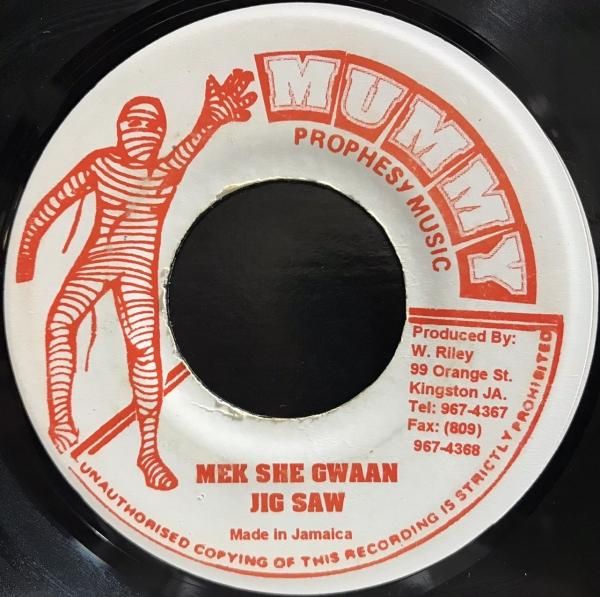 MUMMY
PROPHESY MUSIC
Produced By:
W. Riley
99 Orange St.
Kingston JA.
Tel: 967-4367
Fax: (809)
967-4368
MEK SHE GWAAN
JIG SAW
Made in Jamaica
UNAUTHORISED COPYING OF THIS RECORDING IS STRICTLY PROHIBITED